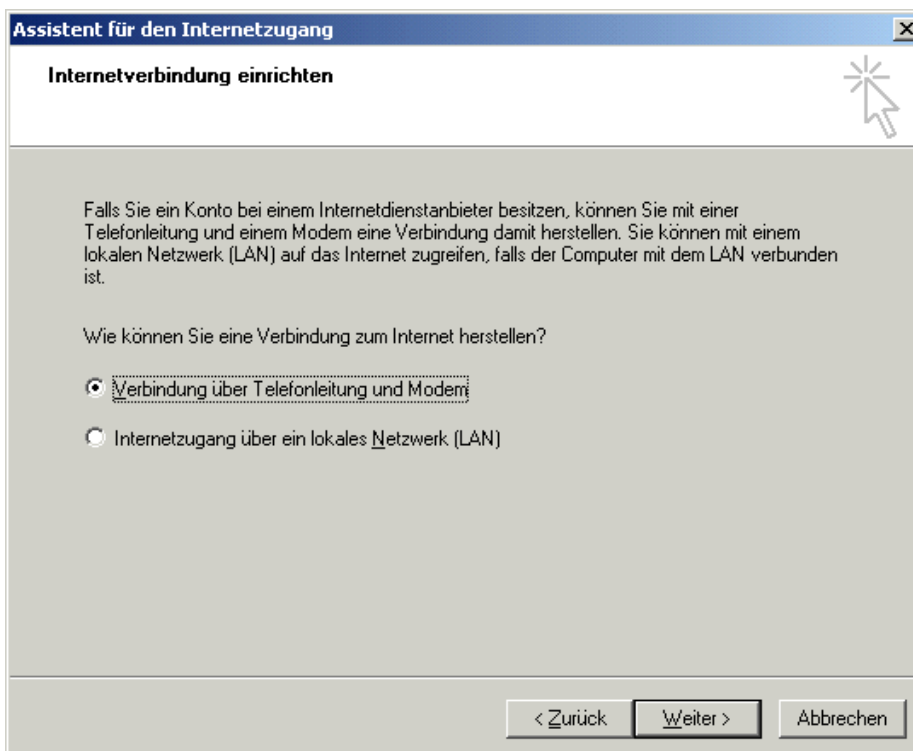 Assistent für den Internetzugang
Internetverbindung einrichten
Falls Sie ein Konto bei einem Internetdienstanbieter besitzen, können Sie mit einer
Telefonleitung und einem Modem eine Verbindung damit herstellen. Sie können mit einem
lokalen Netzwerk (LAN) auf das Internet zugreifen, falls der Computer mit dem LAN verbunden
ist.
Wie können Sie eine Verbindung zum Internet herstellen?
Verbindung über Telefonleitung und Modem
Internetzugang über ein lokales Netzwerk (LAN)
< Zurück Weiter > Abbrechen